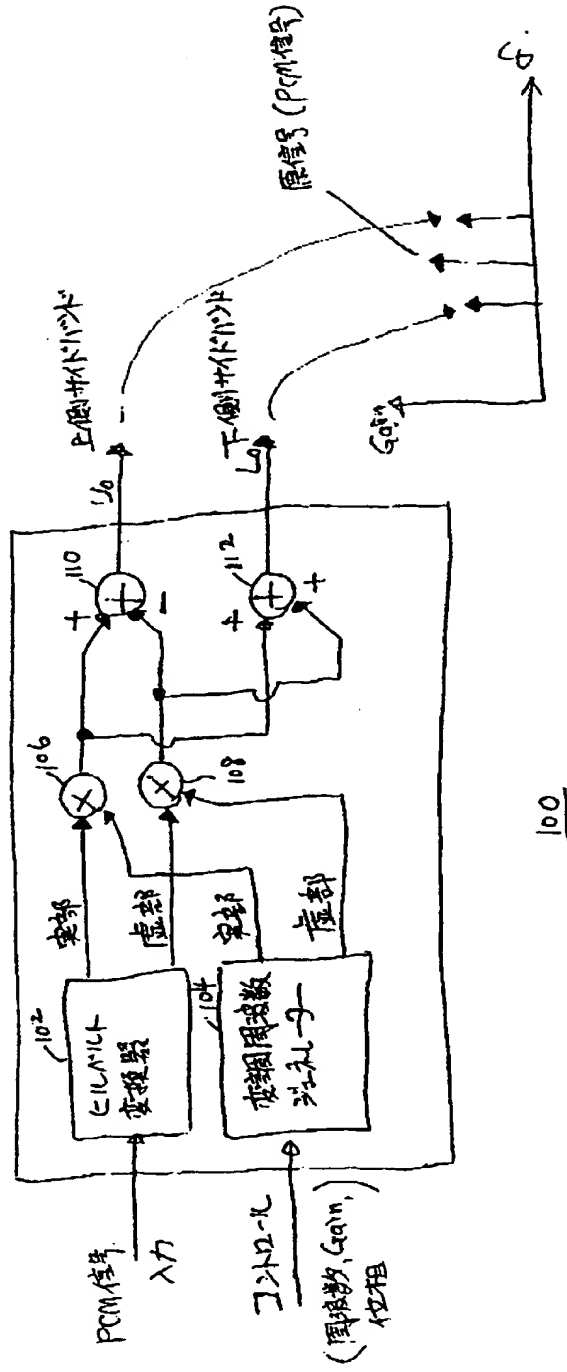 PCM信号
入力
コントロール
(周波数, Gain,
位相)
102
ヒルベルト
変換器
104
変調周波数
ジェネレーター
実部
虚部
実部
虚部
106
108
+
-
110
+
+
112
Uo
上側サイドバンド
Lo
下側サイドバンド
原信号 (PCM信号)
Gain
100